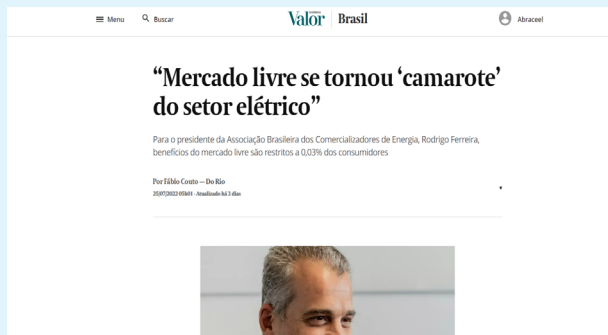 Menu
Buscar
Valor
Brasil
Abraceel
“Mercado livre se tornou ‘camarote’
do setor elétrico”
Para o presidente da Associação Brasileira dos Comercializadores de Energia, Rodrigo Ferreira,
benefícios do mercado livre são restritos a 0,03% dos consumidores
Por Fábio Couto — Do Rio
25/07/2022 05h01 · Atualizado há 3 dias